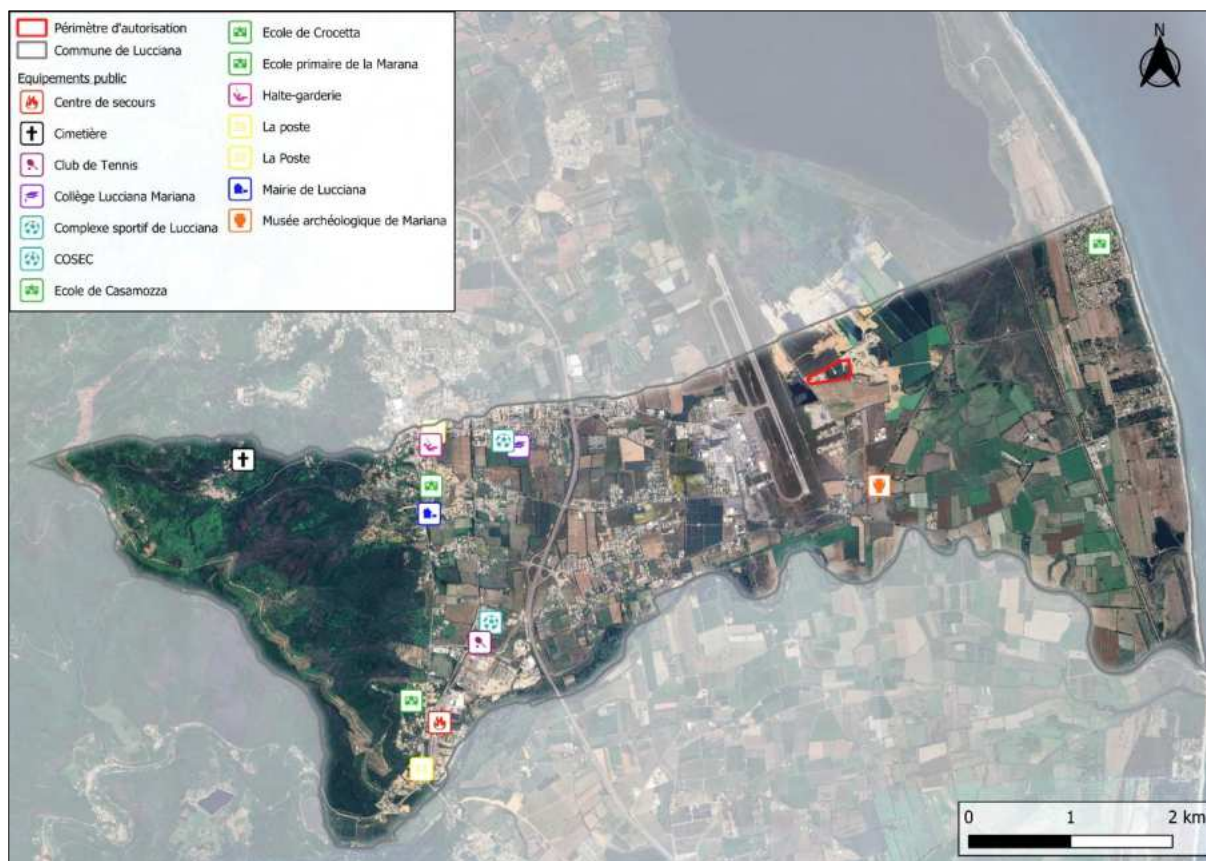 Périmètre d'autorisation
Commune de Lucciana
Equipements public
Centre de secours
Cimetière
Club de Tennis
Collège Lucciana Mariana
Complexe sportif de Lucciana
COSEC
Ecole de Casamozza
Ecole de Crocetta
Ecole primaire de la Marana
Halte-garderie
La poste
La Poste
Mairie de Lucciana
Musée archéologique de Mariana
N
0 1 2 km